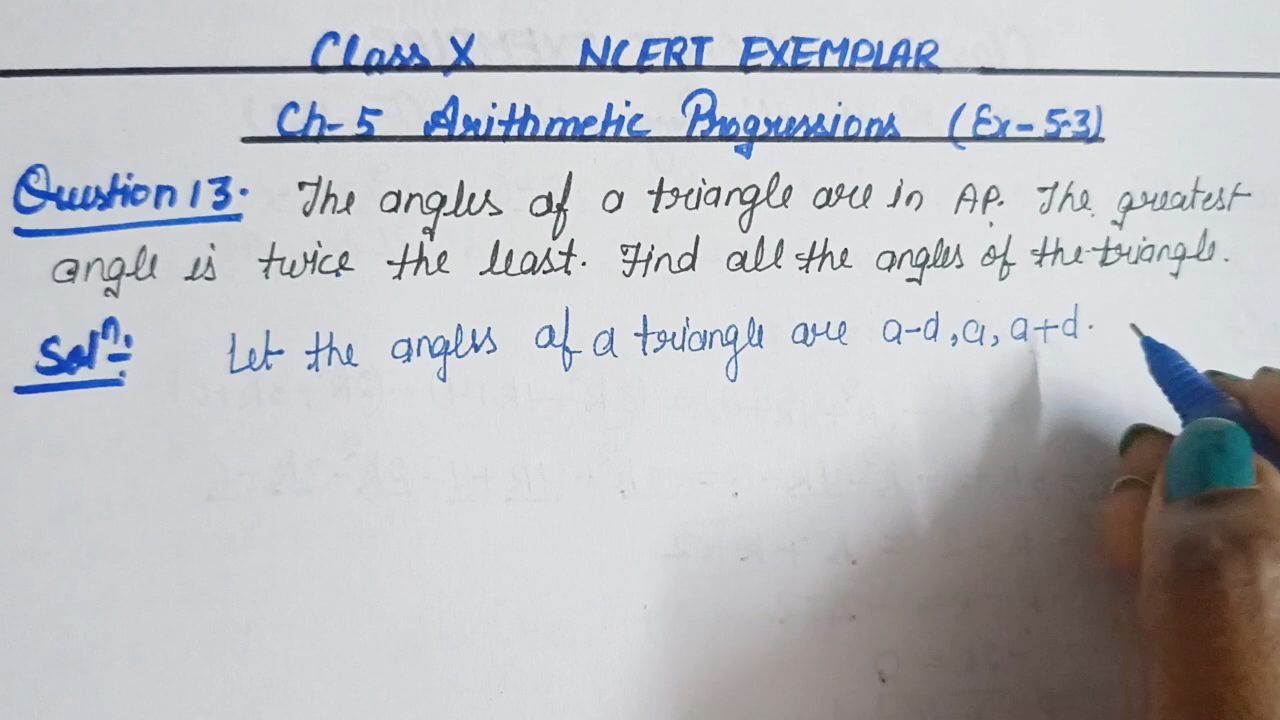 Class X NCERT EXEMPLAR
Ch-5 Arithmetic Progressions (Ex-5.3)
Question 13. The angles of a triangle are in AP. The greatest
angle is twice the least. Find all the angles of the triangle.
Solⁿ:- Let the angles of a triangle are a-d, a, a+d.